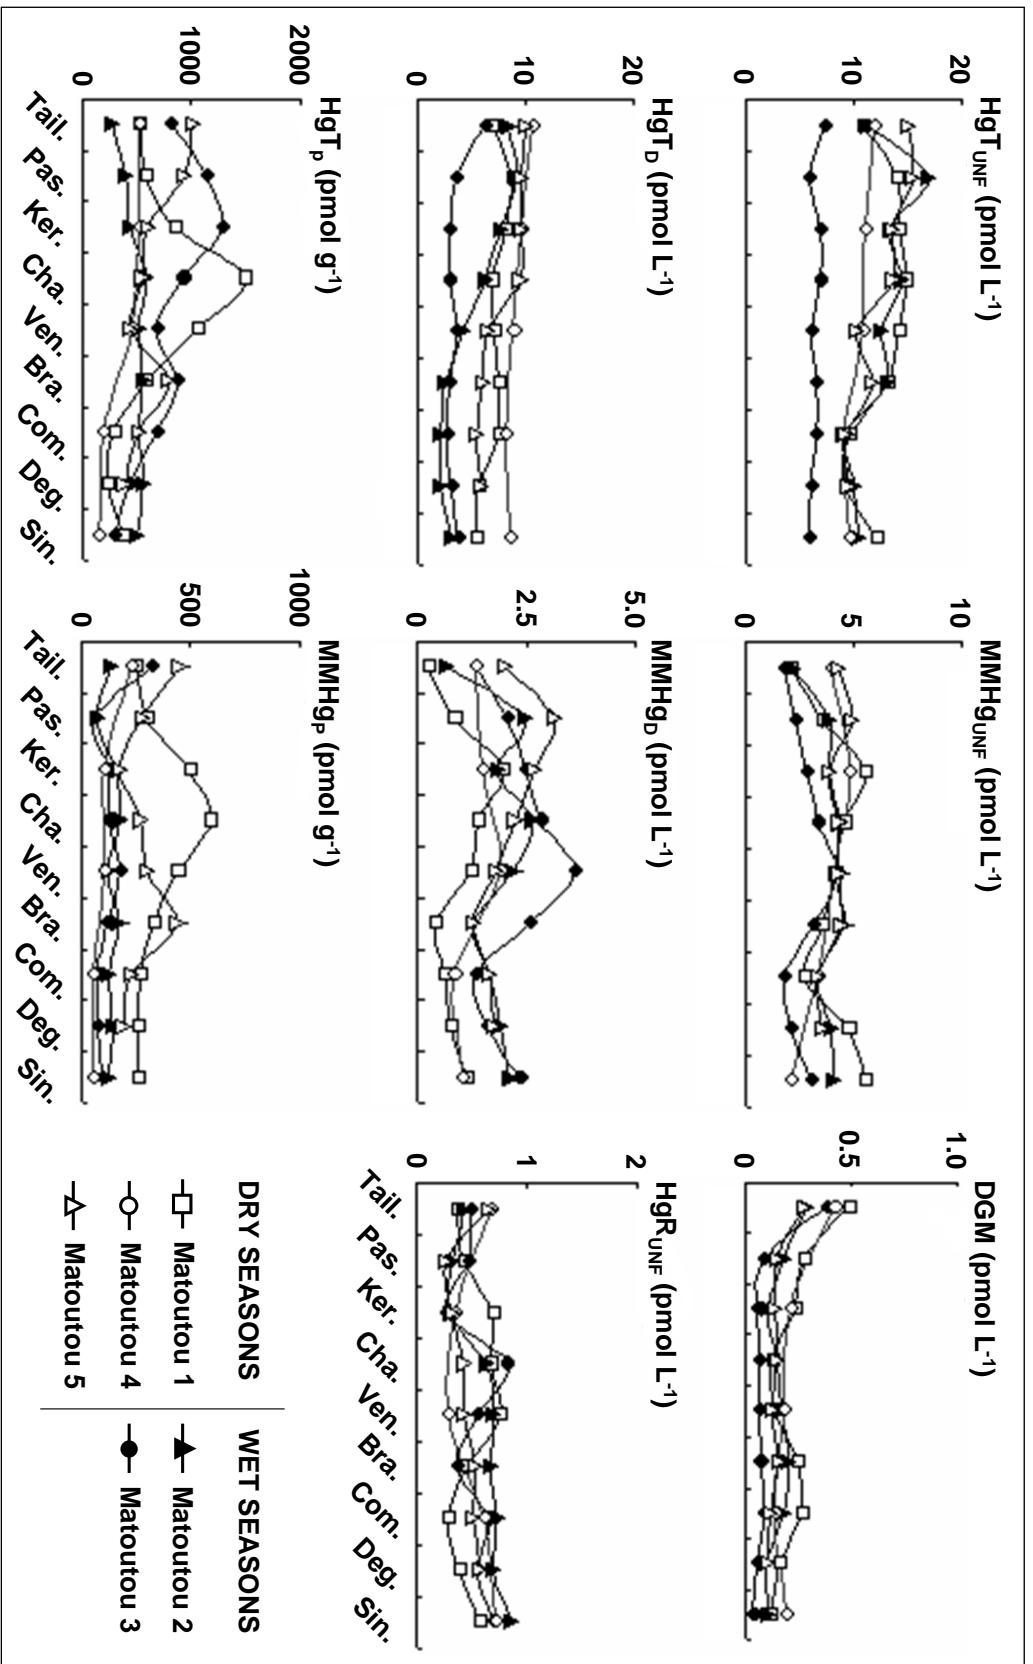 HgT_UNF (pmol L⁻¹)
20
10
0
MMHg_UNF (pmol L⁻¹)
10
5
0
DGM (pmol L⁻¹)
1.0
0.5
0
HgT_D (pmol L⁻¹)
20
10
0
MMHg_D (pmol L⁻¹)
5.0
2.5
0
HgR_UNF (pmol L⁻¹)
2
1
0
Tail. Pas. Ker. Cha. Ven. Bra. Com. Deg. Sin.
HgT_p (pmol g⁻¹)
2000
1000
0
Tail. Pas. Ker. Cha. Ven. Bra. Com. Deg. Sin.
MMHg_P (pmol g⁻¹)
1000
500
0
Tail. Pas. Ker. Cha. Ven. Bra. Com. Deg. Sin.
DRY SEASONS WET SEASONS
Matoutou 1 Matoutou 2
Matoutou 4 Matoutou 3
Matoutou 5